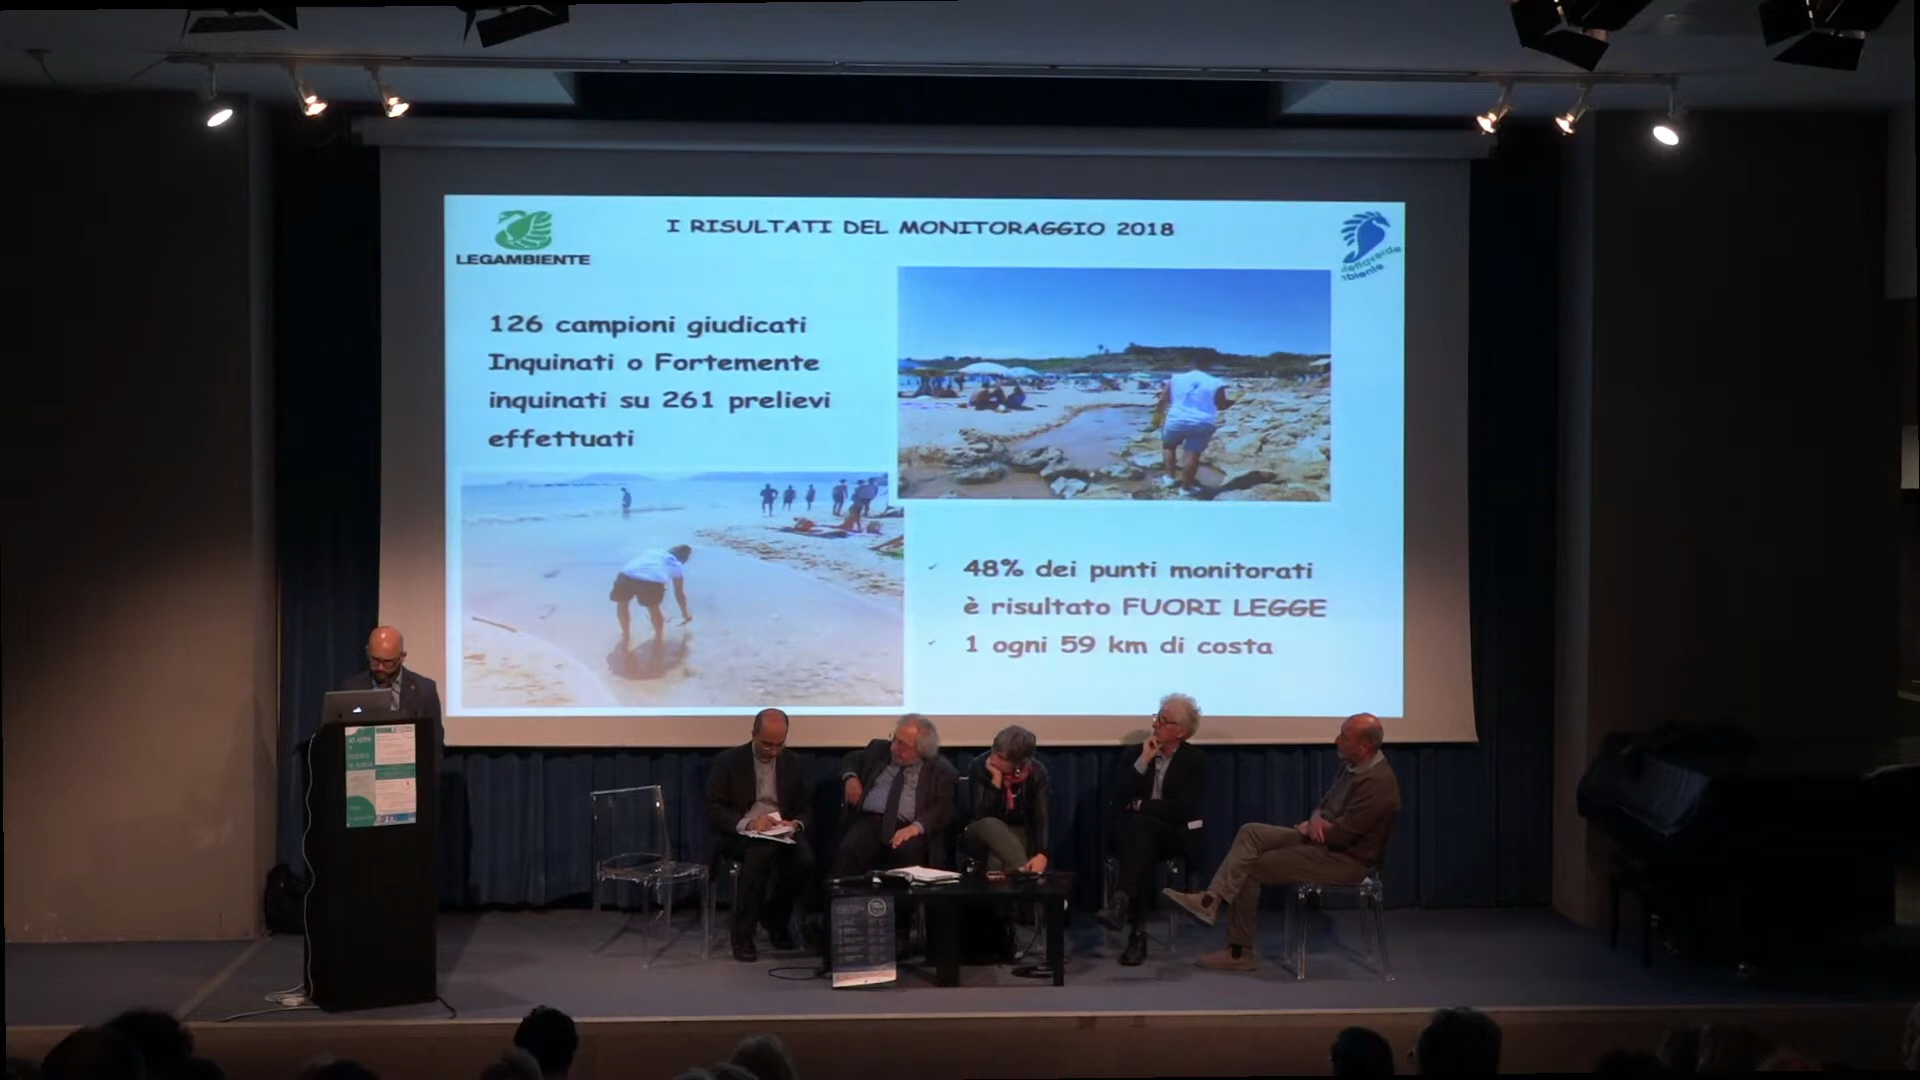 I RISULTATI DEL MONITORAGGIO 2018
LEGAMBIENTE
126 campioni giudicati
Inquinati o Fortemente
inquinati su 261 prelievi
effettuati
48% dei punti monitorati
è risultato FUORI LEGGE
1 ogni 59 km di costa